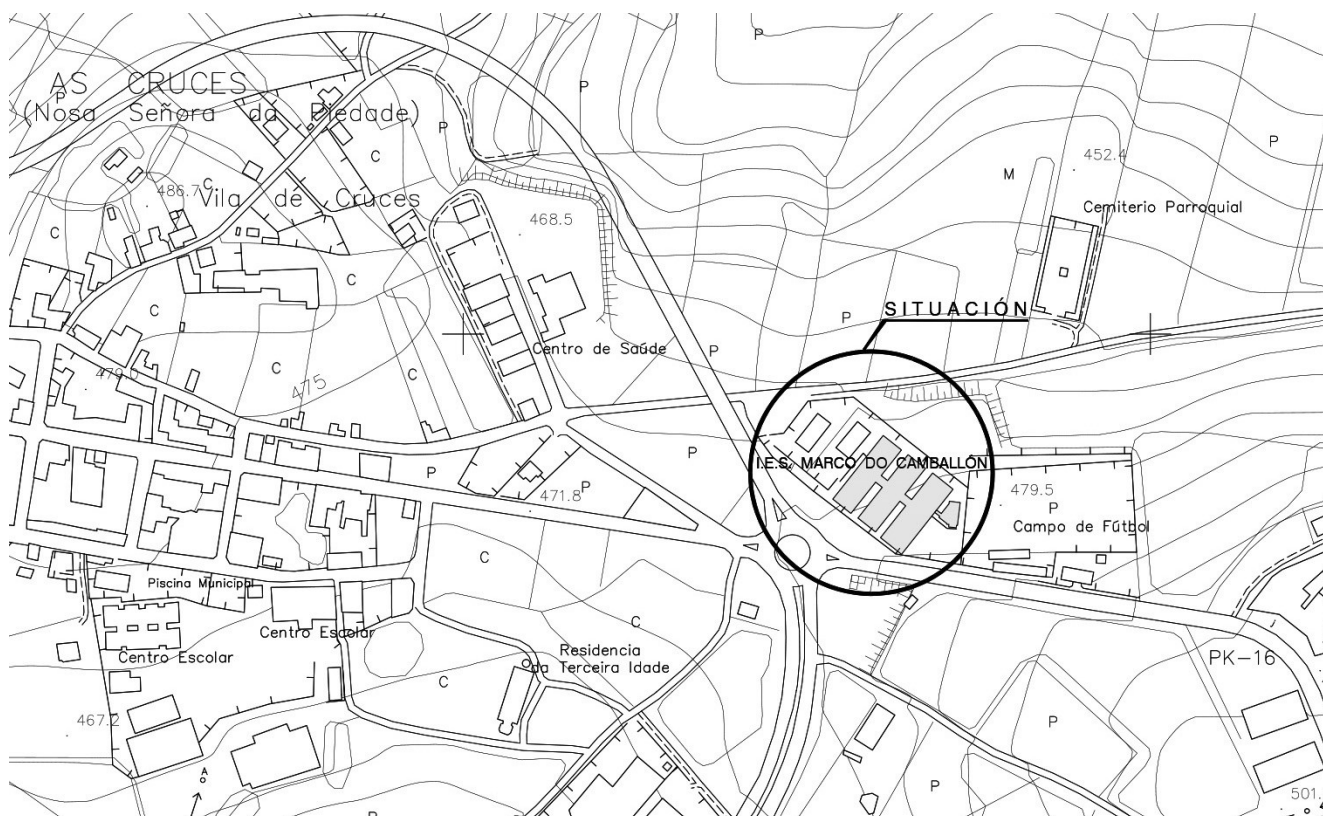 P
AS CRUCES
P
(Nosa Señora da Piedade)
P
P
P
C
452.4
M
486.7
C
Vila de Cruces
Cemiterio Parroquial
C
468.5
C
C
SITUACIÓN
P
Centro de Saúde
P
479.0
C
475
C
P
P
I.E.S. MARCO DO CAMBALLÓN
471.8
P
479.5
P
Campo de Fútbol
C
Piscina Municipal
C
Centro Escolar
Centro Escolar
Residencia
da Terceira Idade
PK-16
C
467.2
P
A
P
501.
P